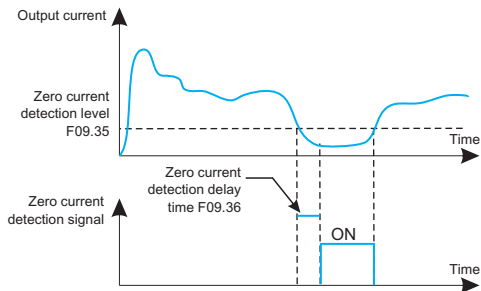 Output current
Zero current
detection level
F09.35
Time
Zero current
detection delay
time F09.36
Zero current
detection signal
ON
Time